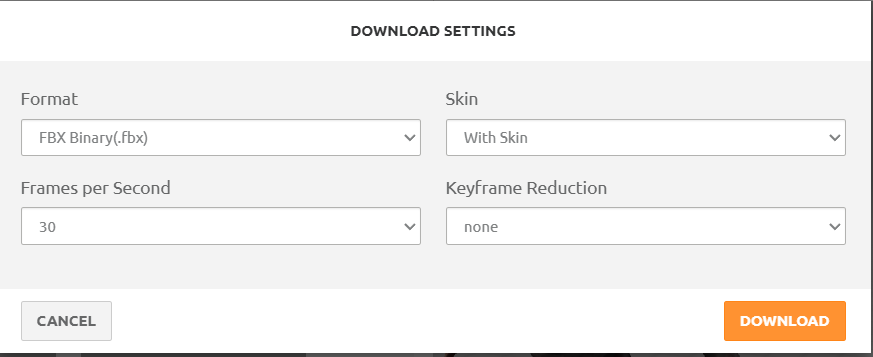 DOWNLOAD SETTINGS
Format
Skin
FBX Binary(.fbx)
With Skin
Frames per Second
Keyframe Reduction
30
none
CANCEL
DOWNLOAD